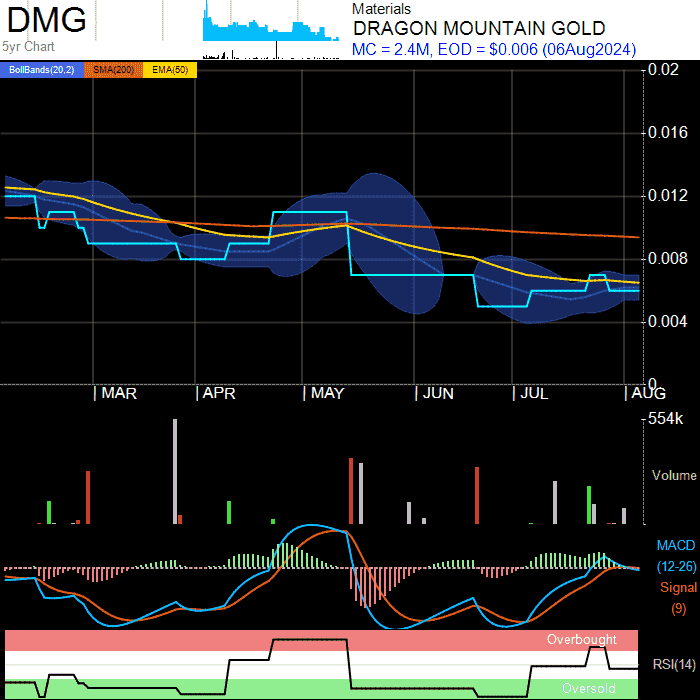 DMG
5yr Chart
Materials
DRAGON MOUNTAIN GOLD
MC = 2.4M, EOD = $0.006 (06Aug2024)
BollBands(20,2) SMA(200) EMA(50)
0.02
0.016
0.012
0.008
0.004
0
MAR APR MAY JUN JUL AUG
554k
Volume
MACD
(12-26)
Signal
(9)
Overbought
RSI(14)
Oversold